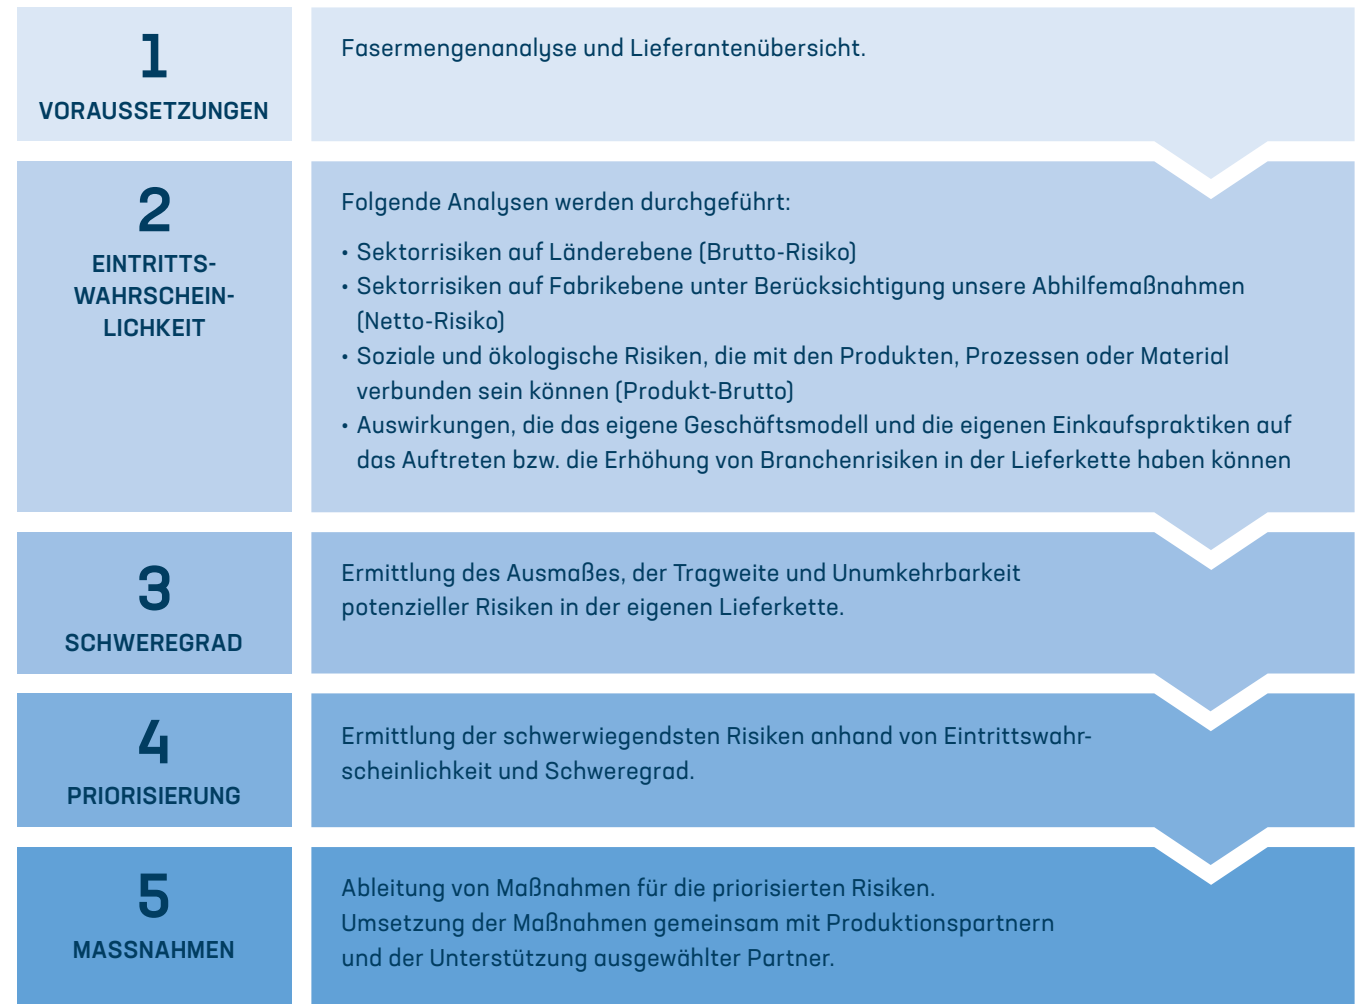 1
VORAUSSETZUNGEN
Fasermengenanalyse und Lieferantenübersicht.
2
EINTRITTS-
WAHRSCHEIN-
LICHKEIT
Folgende Analysen werden durchgeführt:
• Sektorrisiken auf Länderebene (Brutto-Risiko)
• Sektorrisiken auf Fabrikebene unter Berücksichtigung unsere Abhilfemaßnahmen
(Netto-Risiko)
• Soziale und ökologische Risiken, die mit den Produkten, Prozessen oder Material
verbunden sein können (Produkt-Brutto)
• Auswirkungen, die das eigene Geschäftsmodell und die eigenen Einkaufspraktiken auf
das Auftreten bzw. die Erhöhung von Branchenrisiken in der Lieferkette haben können
3
SCHWEREGRAD
Ermittlung des Ausmaßes, der Tragweite und Unumkehrbarkeit
potenzieller Risiken in der eigenen Lieferkette.
4
PRIORISIERUNG
Ermittlung der schwerwiegendsten Risiken anhand von Eintrittswahr-
scheinlichkeit und Schweregrad.
5
MASSNAHMEN
Ableitung von Maßnahmen für die priorisierten Risiken.
Umsetzung der Maßnahmen gemeinsam mit Produktionspartnern
und der Unterstützung ausgewählter Partner.